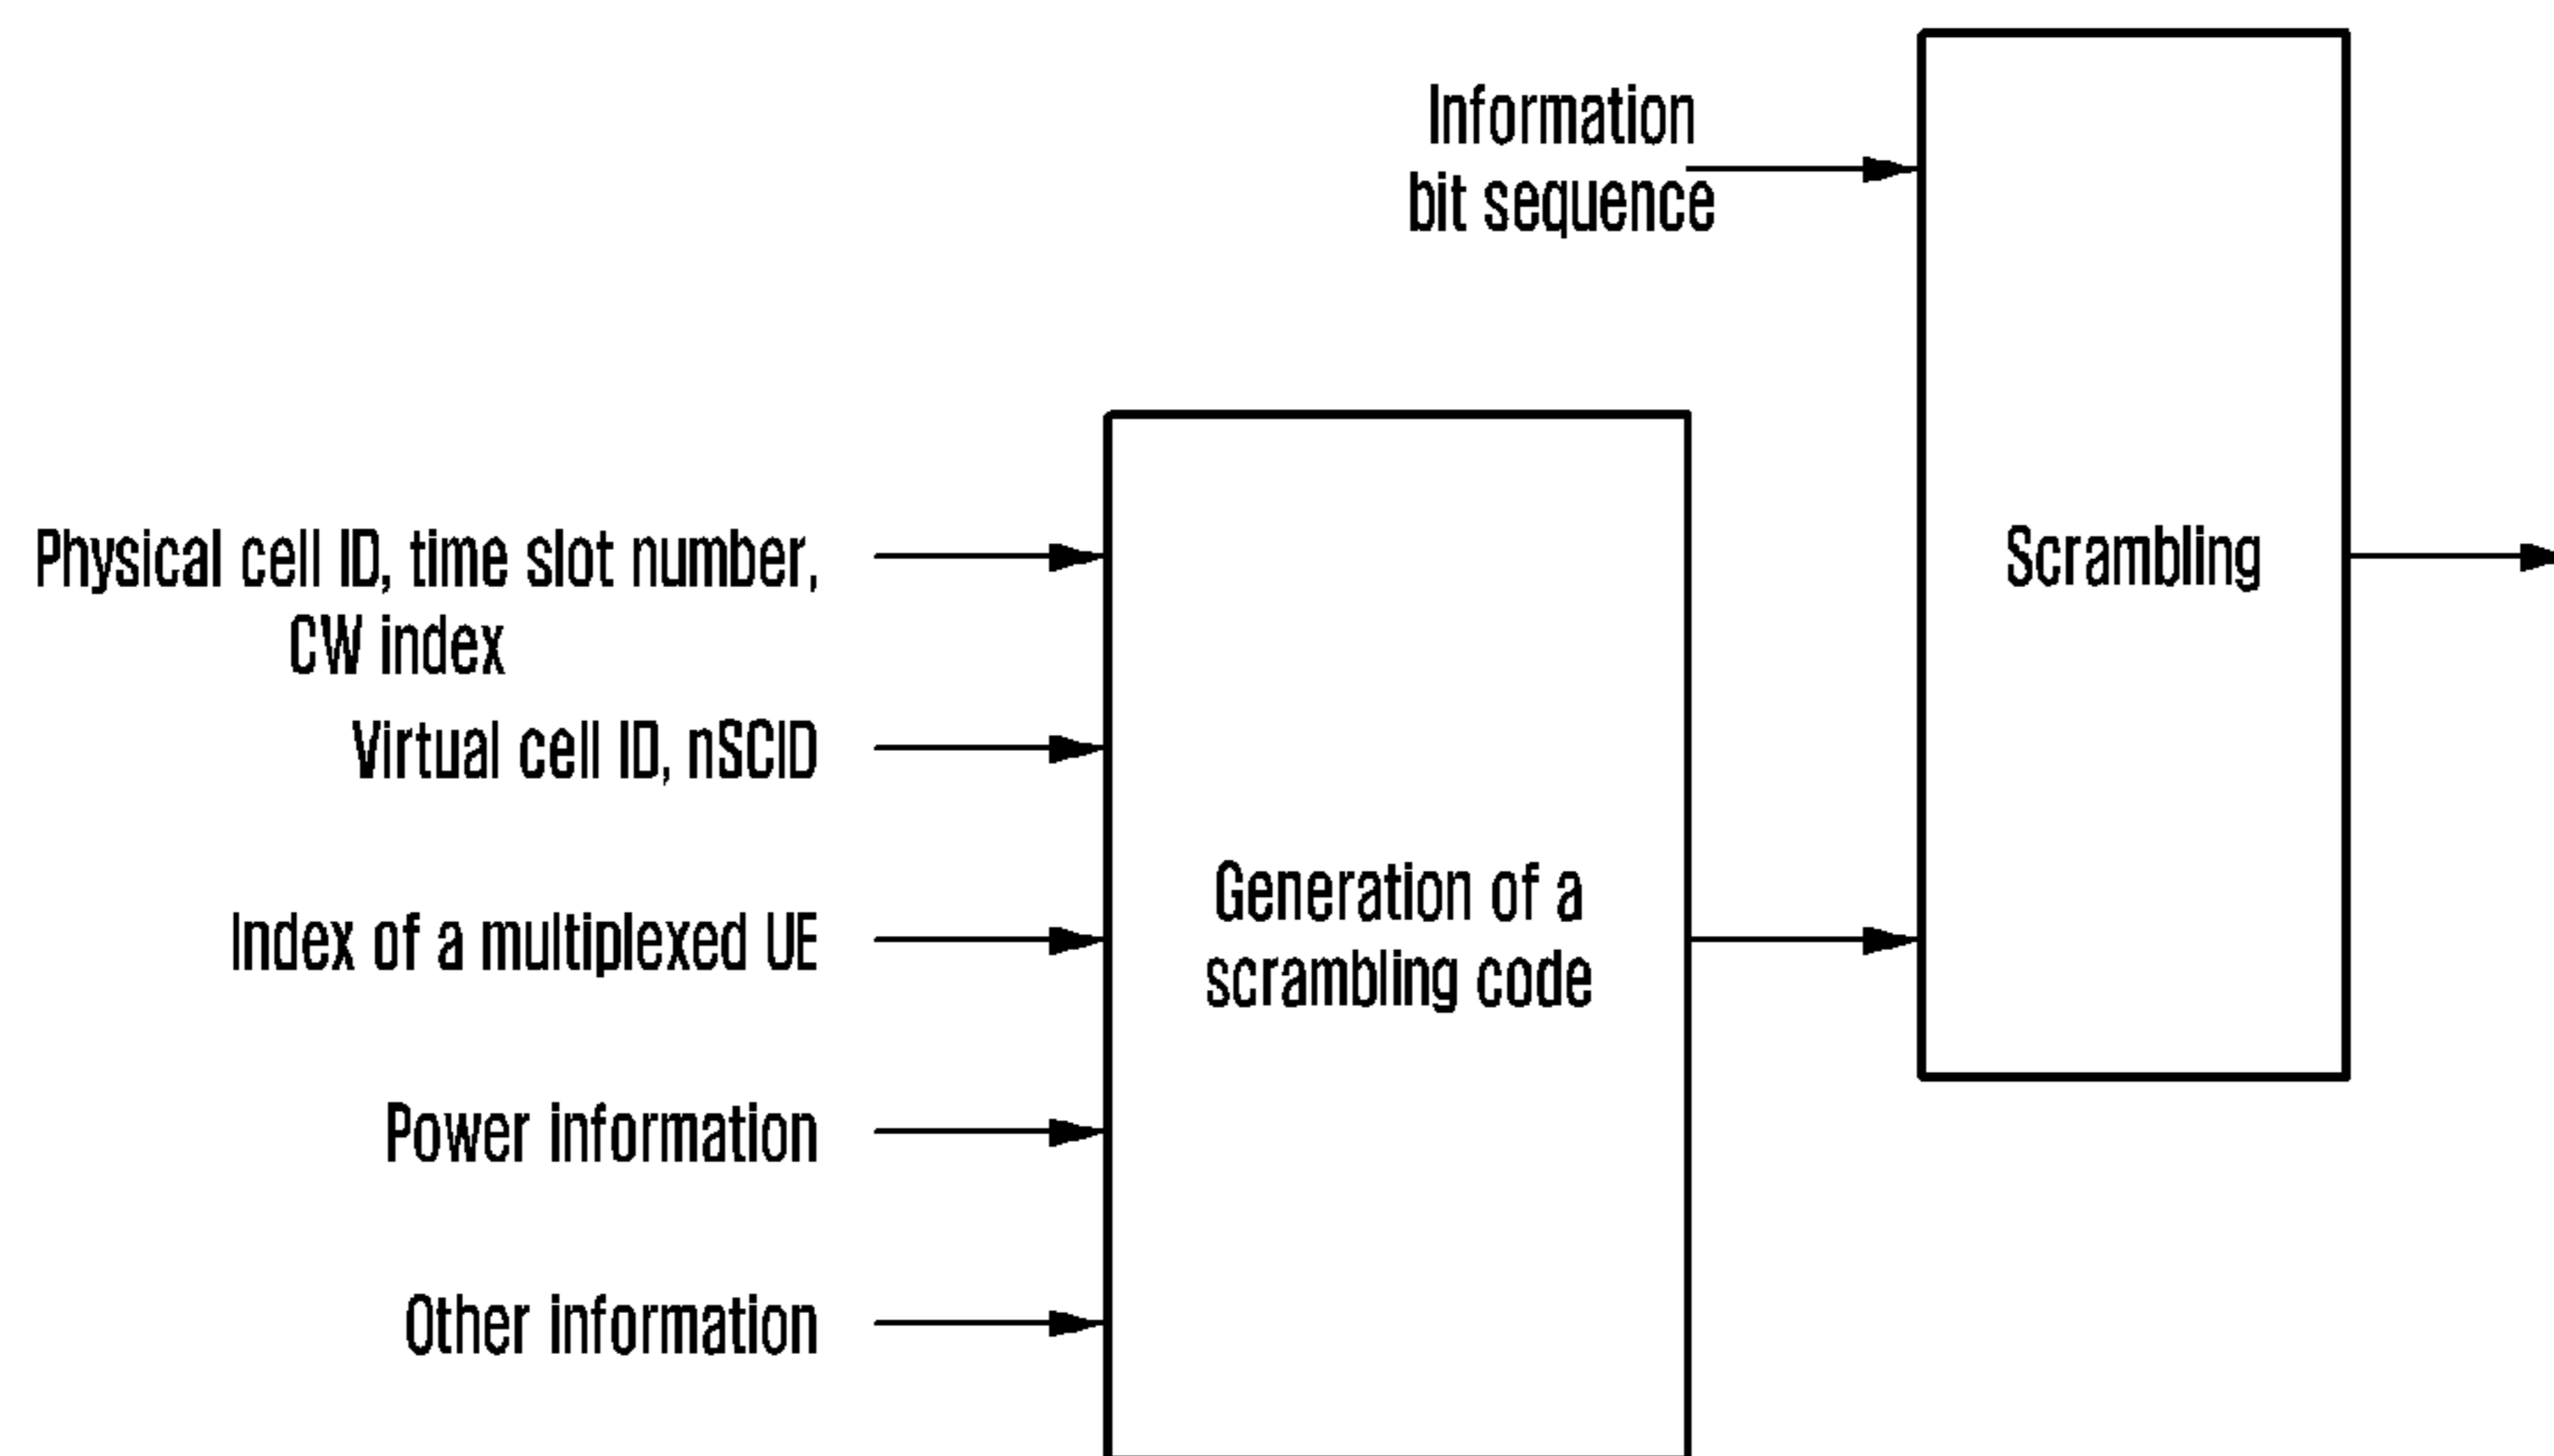 Information
bit sequence
Physical cell ID, time slot number,
CW index
Scrambling
Virtual cell ID, nSCID
Generation of a
scrambling code
Index of a multiplexed UE
Power information
Other information